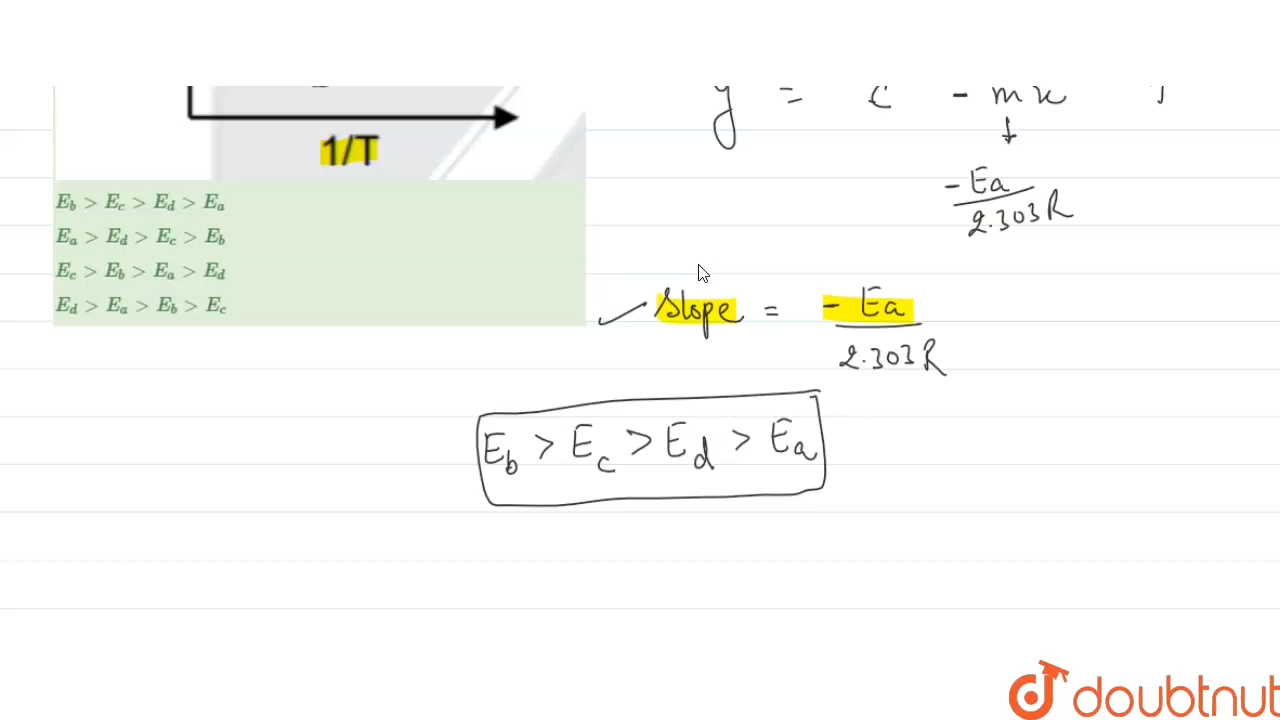 y = c - mx
1/T
- Ea
2.303R
E_b > E_c > E_d > E_a
E_a > E_d > E_c > E_b
E_c > E_b > E_a > E_d
E_d > E_a > E_b > E_c
Slope = - Ea
2.303R
E_b > E_c > E_d > E_a
doubtnut